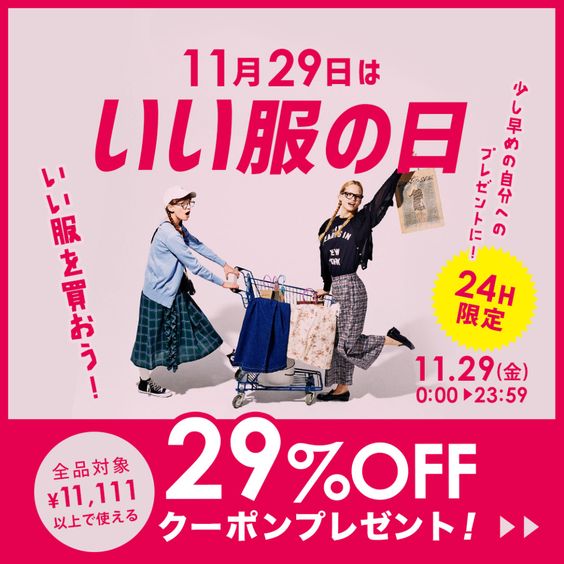 11月29日は
いい服の日
少し早めの自分への
プレゼントに!
いい服を買おう!
24H
限定
11.29(金)
0:00▶23:59
全品対象
¥11,111
以上で使える
29%OFF
クーポンプレゼント!